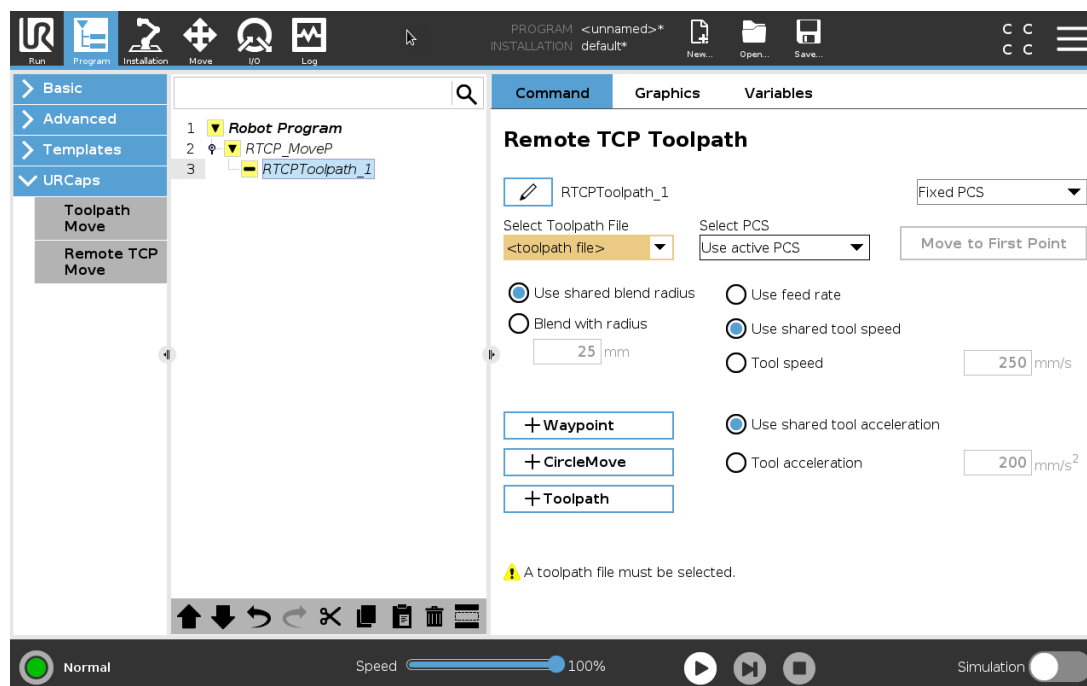 UR
Run
Program
Installation
Move
I/O
Log
PROGRAM <unnamed>*
INSTALLATION default*
New...
Open...
Save...
C C
C C
Basic
Advanced
Templates
URCaps
Toolpath
Move
Remote TCP
Move
1 Robot Program
2 RTCP_MoveP
3 RTCPToolpath_1
Command Graphics Variables
Remote TCP Toolpath
RTCPToolpath_1
Fixed PCS
Select Toolpath File
Select PCS
<toolpath file>
Use active PCS
Move to First Point
Use shared blend radius
Use feed rate
Blend with radius
Use shared tool speed
25 mm
Tool speed
250 mm/s
+Waypoint
Use shared tool acceleration
+CircleMove
Tool acceleration
200 mm/s²
+Toolpath
A toolpath file must be selected.
Normal
Speed
100%
Simulation